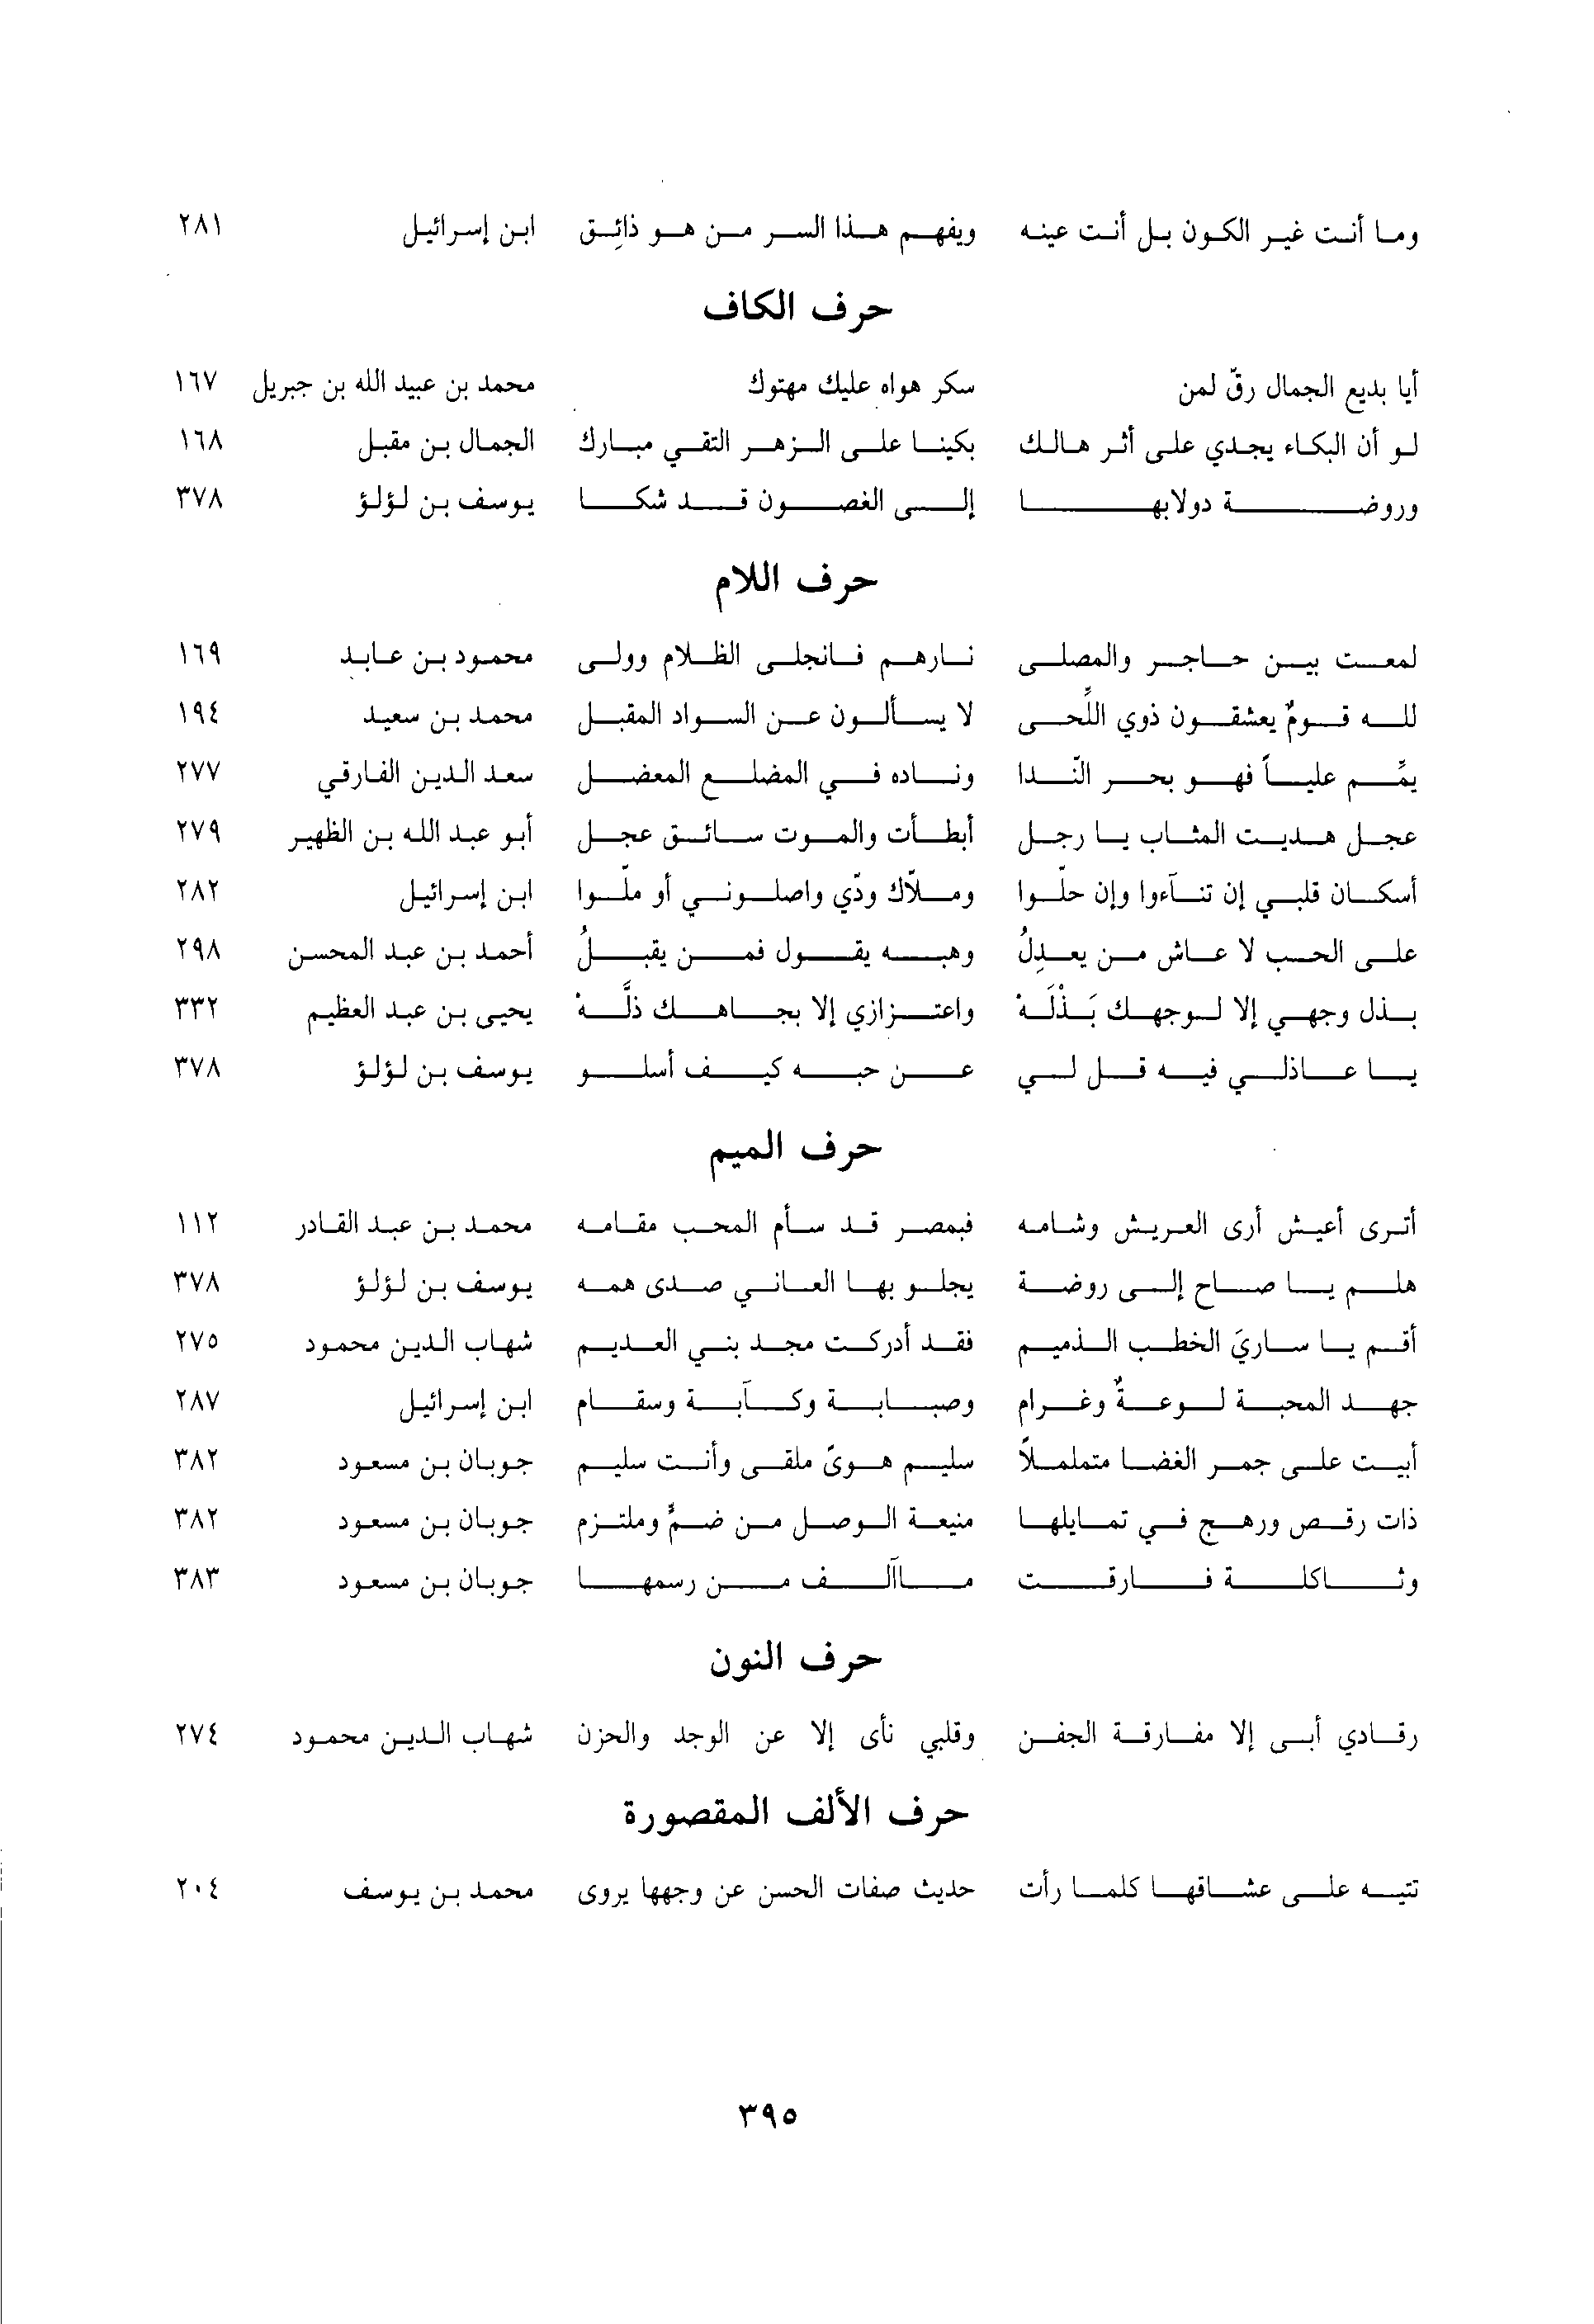 وما أنت غير الكون بل أنت عينه ويفهم هذا السر من هو ذائِق ابن إسرائيل ٢٨١
حرف الكاف
أيا بديع الجمال رقّ لمن سكر هواه عليك مهتوك محمد بن عبيد الله بن جبريل ١٦٧
لو أن البكاء يجدي على أثر هالك بكينا على الزهر التقي مبارك الجمال بن مقبل ١٦٨
وروضة دولابها إلى الغصون قد شكا يوسف بن لؤلؤ ٣٧٨
حرف اللام
لمعت بين حاجر والمصلى نارهم فانجلى الظلام وولى محمود بن عابد ١٦٩
لله قومٌ يعشقون ذوي اللِّحى لا يسألون عن السواد المقبل محمد بن سعيد ١٩٤
يمِّم علياً فهو بحر النّدا وناده في المضلع المعضل سعد الدين الفارقي ٢٧٧
عجل هديت المثاب يا رجل أبطأت والموت سائق عجل أبو عبد الله بن الظهير ٢٧٩
أسكان قلبي إن تنآءوا وإن حلّوا وملاّك ودّي واصلوني أو ملّوا ابن إسرائيل ٢٨٢
على الحب لا عاش من يعدِلُ وهبه يقول فمن يقبلُ أحمد بن عبد المحسن ٢٩٨
بذل وجهي إلا لوجهك بَذْلَة واعتزازي إلا بجاهك ذلَّة يحيى بن عبد العظيم ٣٣٢
يا عاذلي فيه قل لي عن حبه كيف أسلو يوسف بن لؤلؤ ٣٧٨
حرف الميم
أترى أعيش أرى العريش وشامه فبمصر قد سأم المحب مقامه محمد بن عبد القادر ١١٢
هلم يا صاح إلى روضة يجلو بها العاني صدى همه يوسف بن لؤلؤ ٣٧٨
أقم يا ساريَ الخطب الذميم فقد أدركت مجد بني العديم شهاب الدين محمود ٢٧٥
جهد المحبة لوعةٌ وغرام وصبابة وكآبة وسقام ابن إسرائيل ٢٨٧
أبيت على جمر الغضا متململاً سليم هوىً ملقى وأنت سليم جوبان بن مسعود ٣٨٢
ذات رقص ورهج في تمايلها منيعة الوصل من ضمٍّ وملتزم جوبان بن مسعود ٣٨٢
وثاكلة فارقت ماآلف من رسمها جوبان بن مسعود ٣٨٣
حرف النون
رقادي أبى إلا مفارقة الجفن وقلبي نأى إلا عن الوجد والحزن شهاب الدين محمود ٢٧٤
حرف الألف المقصورة
تتيه على عشاقها كلما رأت حديث صفات الحسن عن وجهها يروى محمد بن يوسف ٢٠٤
٣٩٥